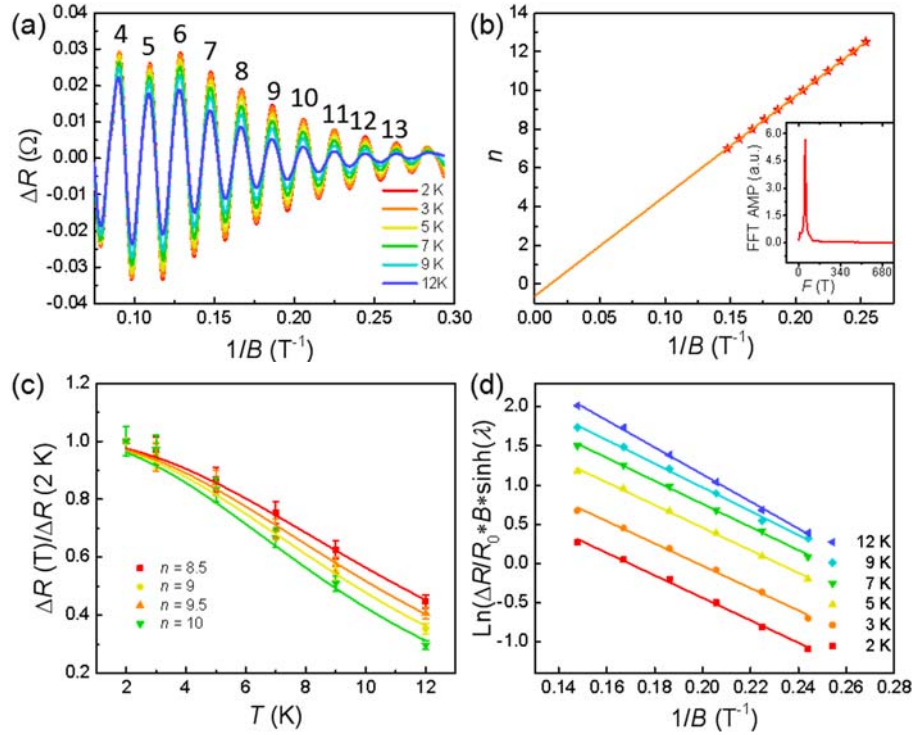 (a)
0.04
0.03
0.02
0.01
0.00
-0.01
-0.02
-0.03
-0.04
ΔR (Ω)
4 5 6 7 8 9 10 11 12 13
2 K
3 K
5 K
7 K
9 K
12K
0.10 0.15 0.20 0.25 0.30
1/B (T⁻¹)
(b)
14
12
10
8
6
4
2
0
n
0.00 0.05 0.10 0.15 0.20 0.25
1/B (T⁻¹)
FFT AMP (a.u.)
6.0
4.5
3.0
1.5
0.0
0 340 680
F (T)
(c)
1.2
1.0
0.8
0.6
0.4
0.2
ΔR (T)/ΔR (2 K)
n = 8.5
n = 9
n = 9.5
n = 10
2 4 6 8 10 12
T (K)
(d)
2.0
1.5
1.0
0.5
0.0
-0.5
-1.0
Ln(ΔR/R₀*B*sinh(λ)
12 K
9 K
7 K
5 K
3 K
2 K
0.14 0.16 0.18 0.20 0.22 0.24 0.26 0.28
1/B (T⁻¹)